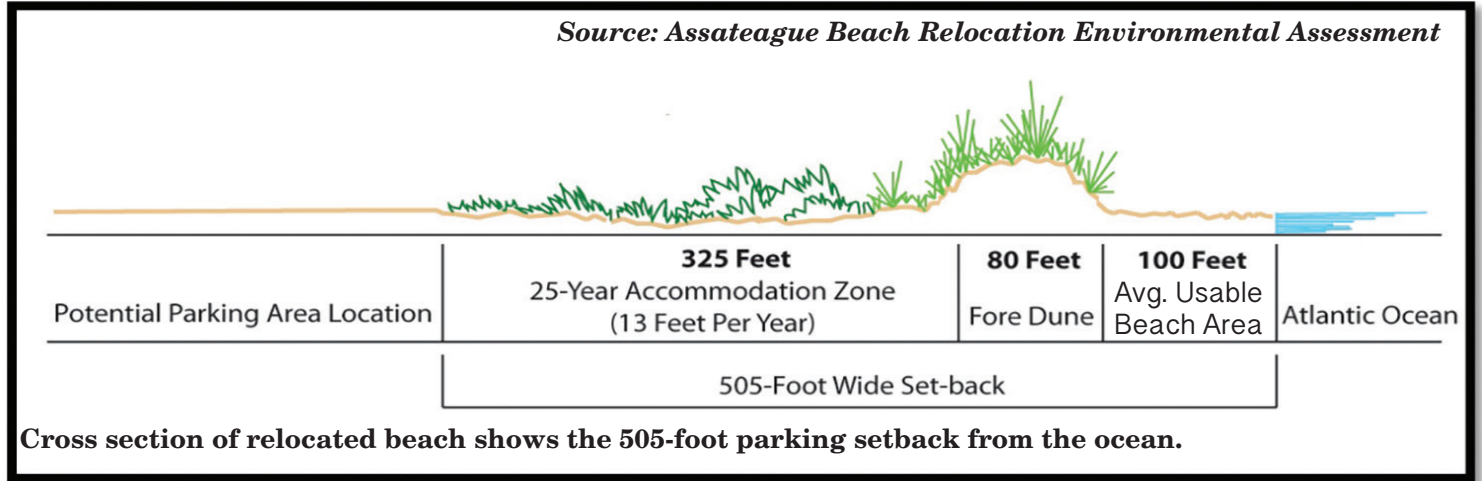 Source: Assateague Beach Relocation Environmental Assessment
Potential Parking Area Location
325 Feet
25-Year Accommodation Zone
(13 Feet Per Year)
80 Feet
Fore Dune
100 Feet
Avg. Usable
Beach Area
Atlantic Ocean
505-Foot Wide Set-back
Cross section of relocated beach shows the 505-foot parking setback from the ocean.